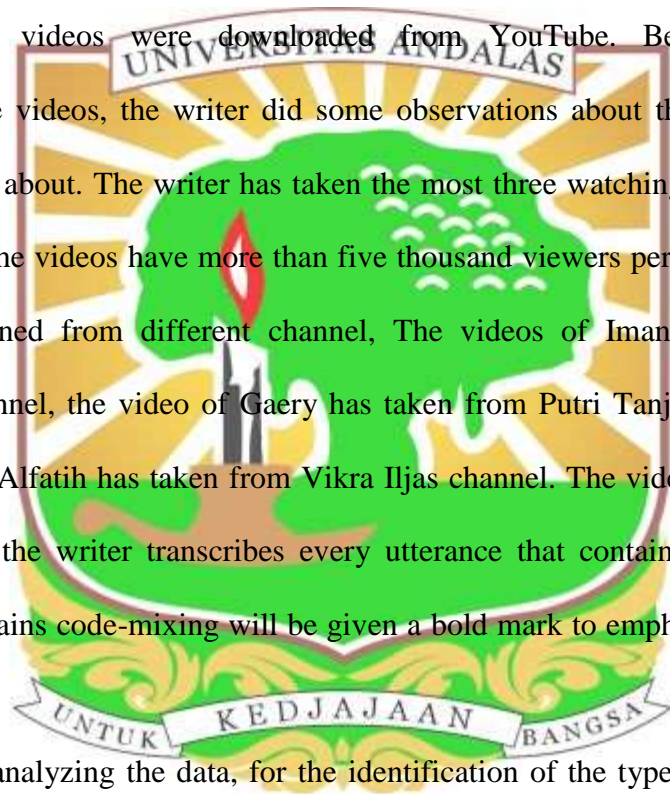 videos were downloaded from YouTube. Be
UNIVERSITAS ANDALAS
videos, the writer did some observations about th
about. The writer has taken the most three watching
he videos have more than five thousand viewers per
ned from different channel, The videos of Iman
nnel, the video of Gaery has taken from Putri Tanj
Alfatih has taken from Vikra Iljas channel. The vide
the writer transcribes every utterance that contain
ains code-mixing will be given a bold mark to emph
UNTUK KEDJAJAAN BANGSA
analyzing the data, for the identification of the type